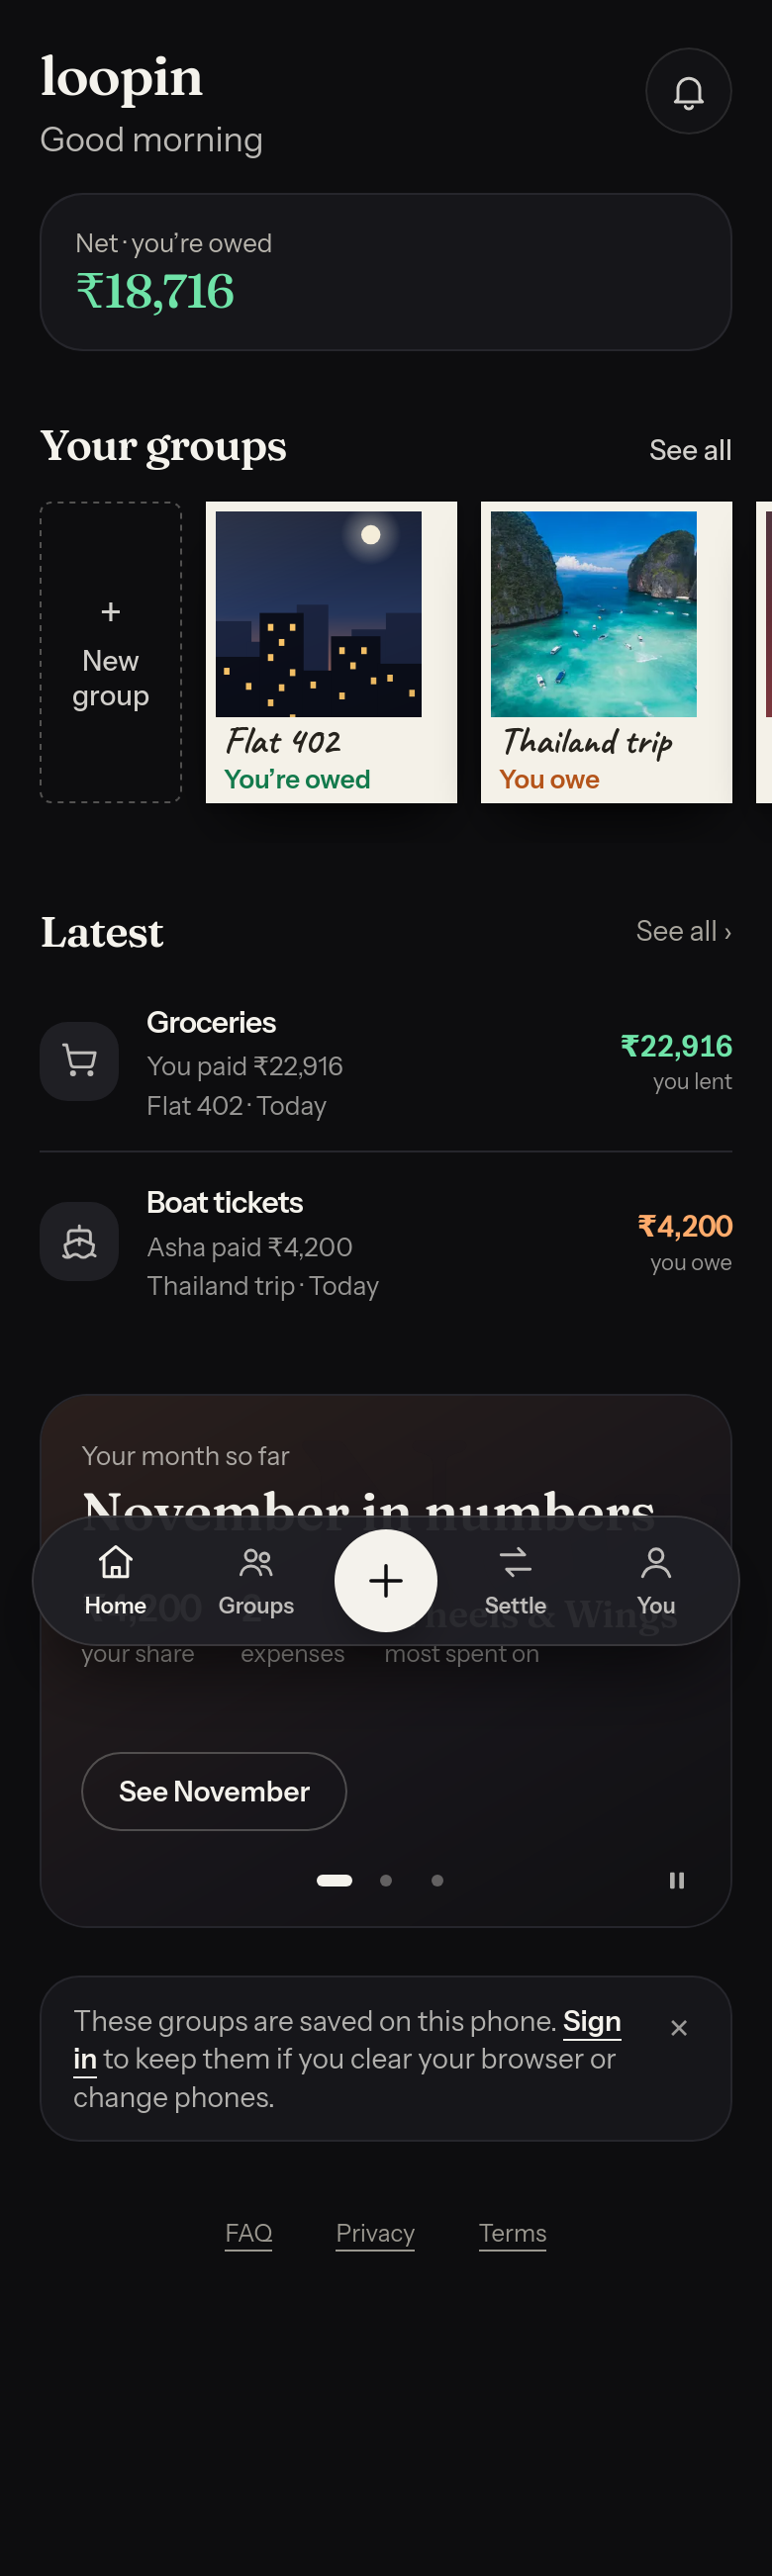 loopin
Good morning
Net · you’re owed
₹18,716
Your groups
See all
+
New
group
Flat 402
You’re owed
Thailand trip
You owe
Latest
See all ›
Groceries
You paid ₹22,916
Flat 402 · Today
₹22,916
you lent
Boat tickets
Asha paid ₹4,200
Thailand trip · Today
₹4,200
you owe
Your month so far
November in numbers
Home
Groups
Settle
You
& Wings
your share
expenses
most spent on
See November
These groups are saved on this phone. Sign
in to keep them if you clear your browser or
change phones.
FAQ
Privacy
Terms